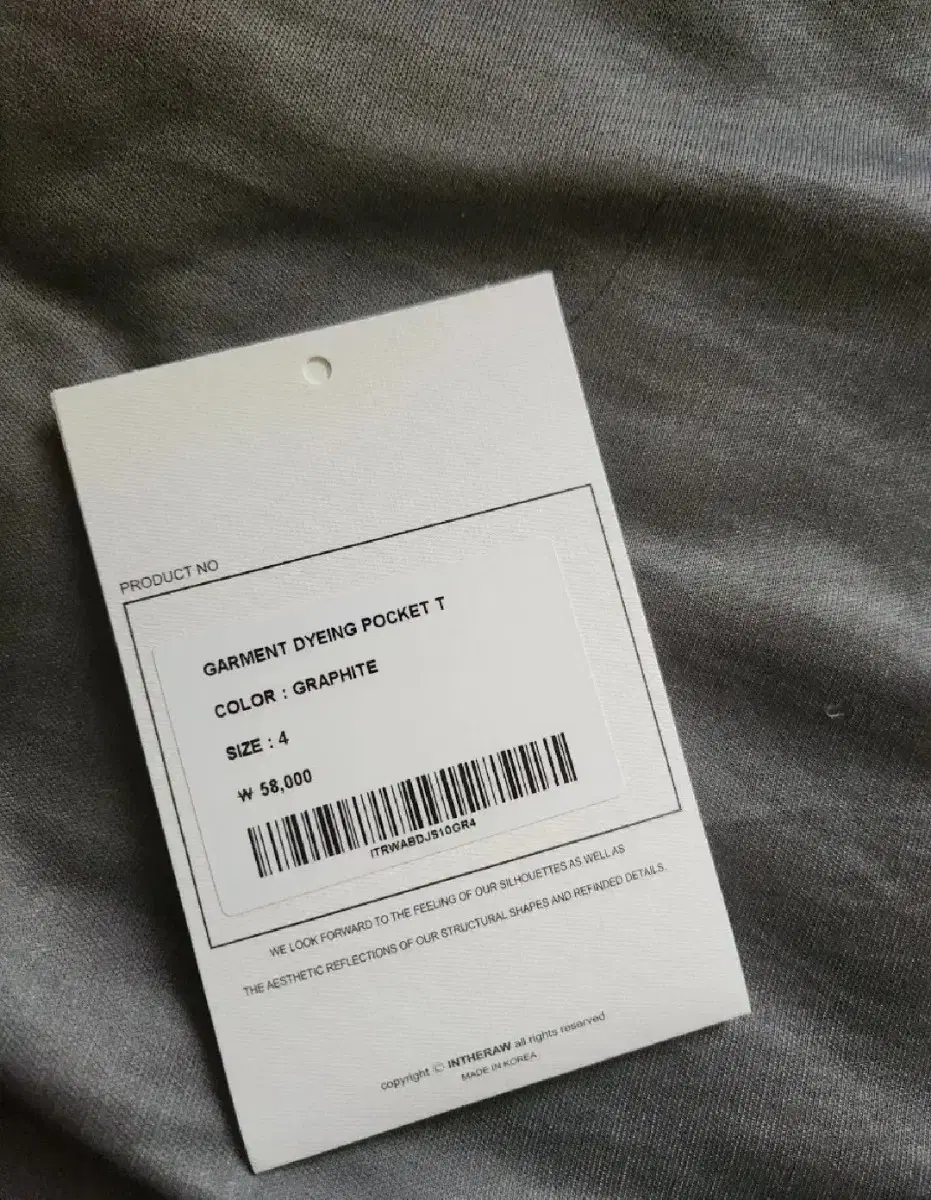 PRODUCT NO
GARMENT DYEING POCKET T
COLOR : GRAPHITE
SIZE : 4
₩ 58,000
ITRWABDJS10GR4
WE LOOK FORWARD TO THE FEELING OF OUR SILHOUETTES AS WELL AS
THE AESTHETIC REFLECTIONS OF OUR STRUCTURAL SHAPES AND REFINDED DETAILS.
copyright © INTHERAW all rights reserved
MADE IN KOREA